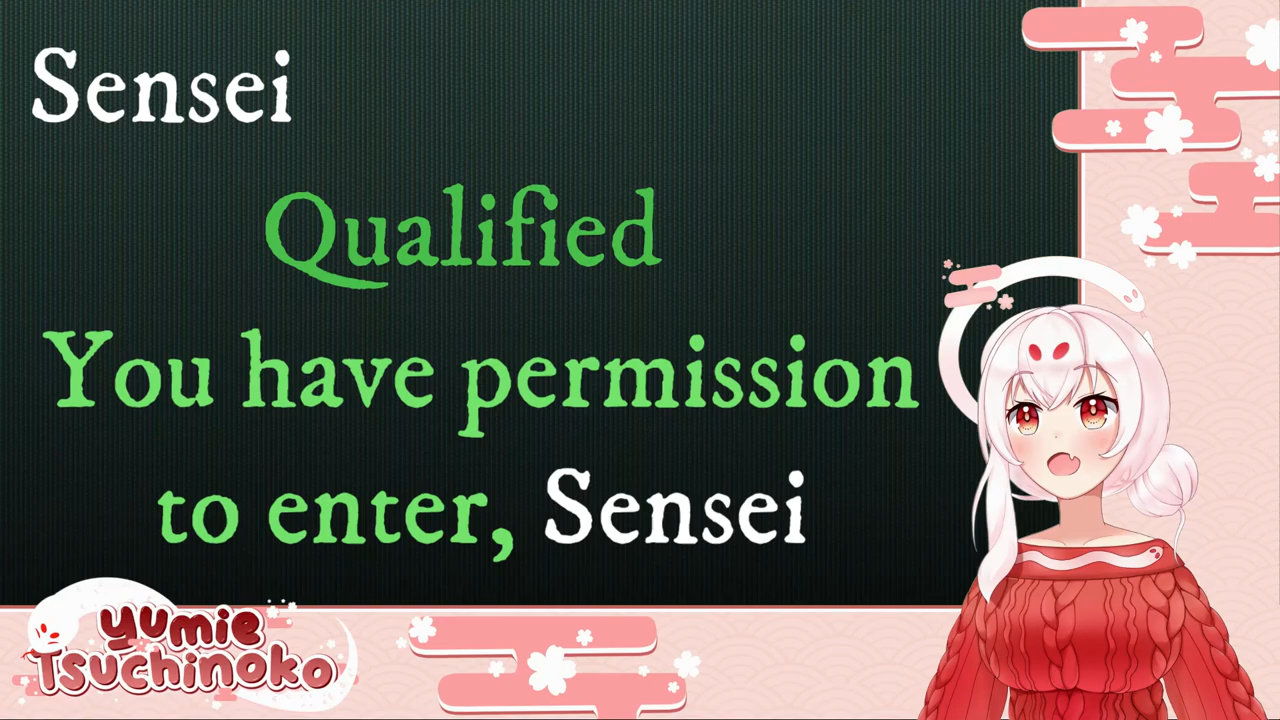 Sensei
Qualified
You have permission
to enter, Sensei
yumie
Tsuchinoko